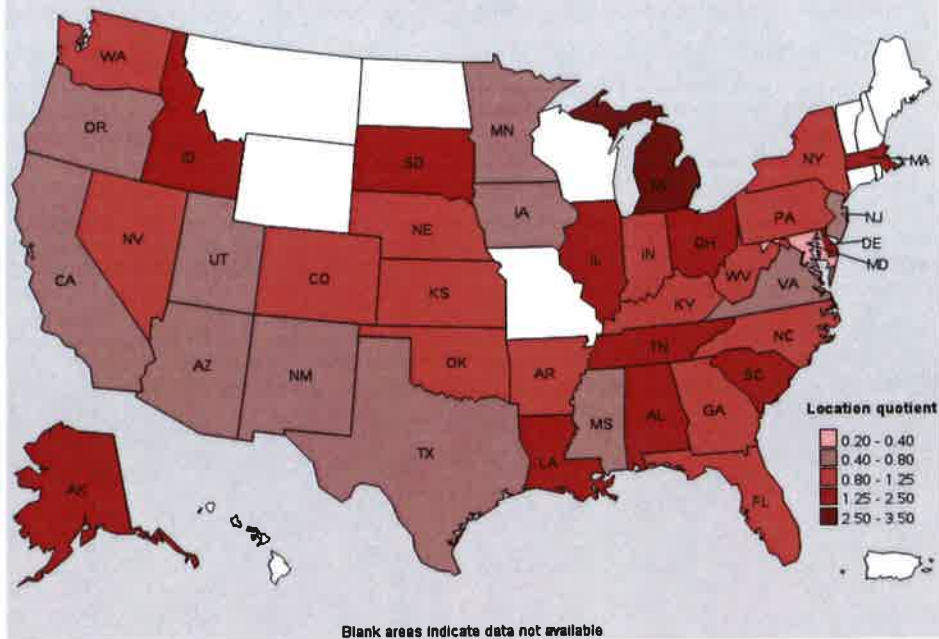 WA
MN
OR
ID
SD
NY
MA
IA
NE
PA
NJ
NV
IL
IN
OH
DE
UT
CO
MD
WV
CA
KS
VA
KY
NC
TN
OK
AZ
NM
AR
SC
MS
AL
GA
Location quotient
TX
LA
0.20 - 0.40
0.40 - 0.80
0.80 - 1.25
1.25 - 2.50
2.50 - 3.50
AK
FL
Blank areas indicate data not available